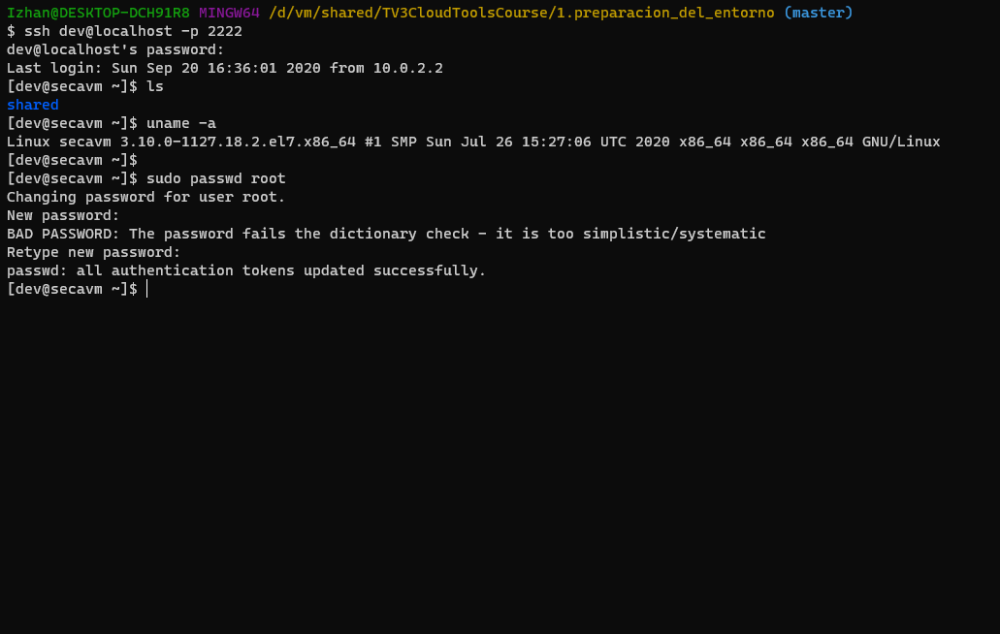 Izhan@DESKTOP-DCH91R8 MINGW64 /d/vm/shared/TV3CloudToolsCourse/1.preparacion_del_entorno (master)
$ ssh dev@localhost -p 2222
dev@localhost's password:
Last login: Sun Sep 20 16:36:01 2020 from 10.0.2.2
[dev@secavm ~]$ ls
shared
[dev@secavm ~]$ uname -a
Linux secavm 3.10.0-1127.18.2.el7.x86_64 #1 SMP Sun Jul 26 15:27:06 UTC 2020 x86_64 x86_64 x86_64 GNU/Linux
[dev@secavm ~]$
[dev@secavm ~]$ sudo passwd root
Changing password for user root.
New password:
BAD PASSWORD: The password fails the dictionary check - it is too simplistic/systematic
Retype new password:
passwd: all authentication tokens updated successfully.
[dev@secavm ~]$